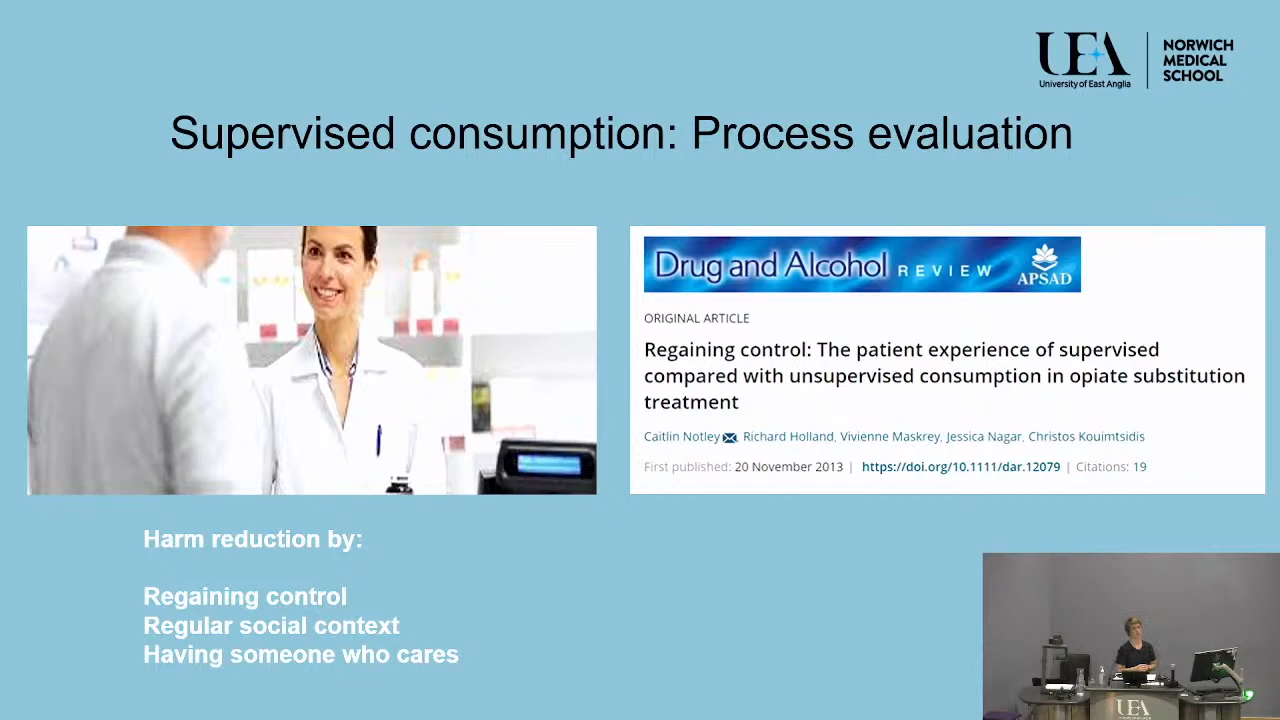 UEA
University of East Anglia
NORWICH
MEDICAL
SCHOOL
Supervised consumption: Process evaluation
Drug and Alcohol REVIEW
APSAD
ORIGINAL ARTICLE
Regaining control: The patient experience of supervised
compared with unsupervised consumption in opiate substitution
treatment
Caitlin Notley, Richard Holland, Vivienne Maskrey, Jessica Nagar, Christos Kouimtsidis
First published: 20 November 2013 | https://doi.org/10.1111/dar.12079 | Citations: 19
Harm reduction by:
Regaining control
Regular social context
Having someone who cares
UEA